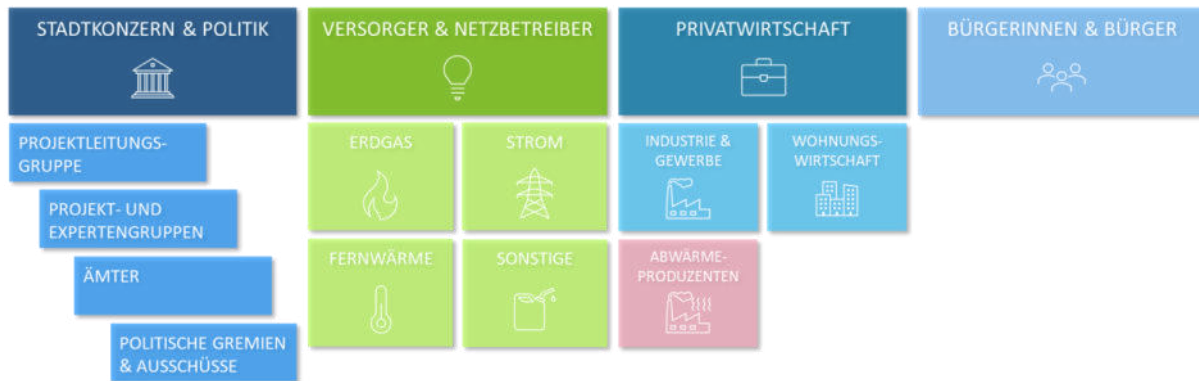 STADTKONZERN & POLITIK
VERSORGER & NETZBETREIBER
PRIVATWIRTSCHAFT
BÜRGERINNEN & BÜRGER
PROJEKTLEITUNGS-
GRUPPE
PROJEKT- UND
EXPERTENGRUPPEN
ÄMTER
POLITISCHE GREMIEN
& AUSSCHÜSSE
ERDGAS
STROM
FERNWÄRME
SONSTIGE
INDUSTRIE &
GEWERBE
WOHNUNGS-
WIRTSCHAFT
ABWÄRME-
PRODUZENTEN